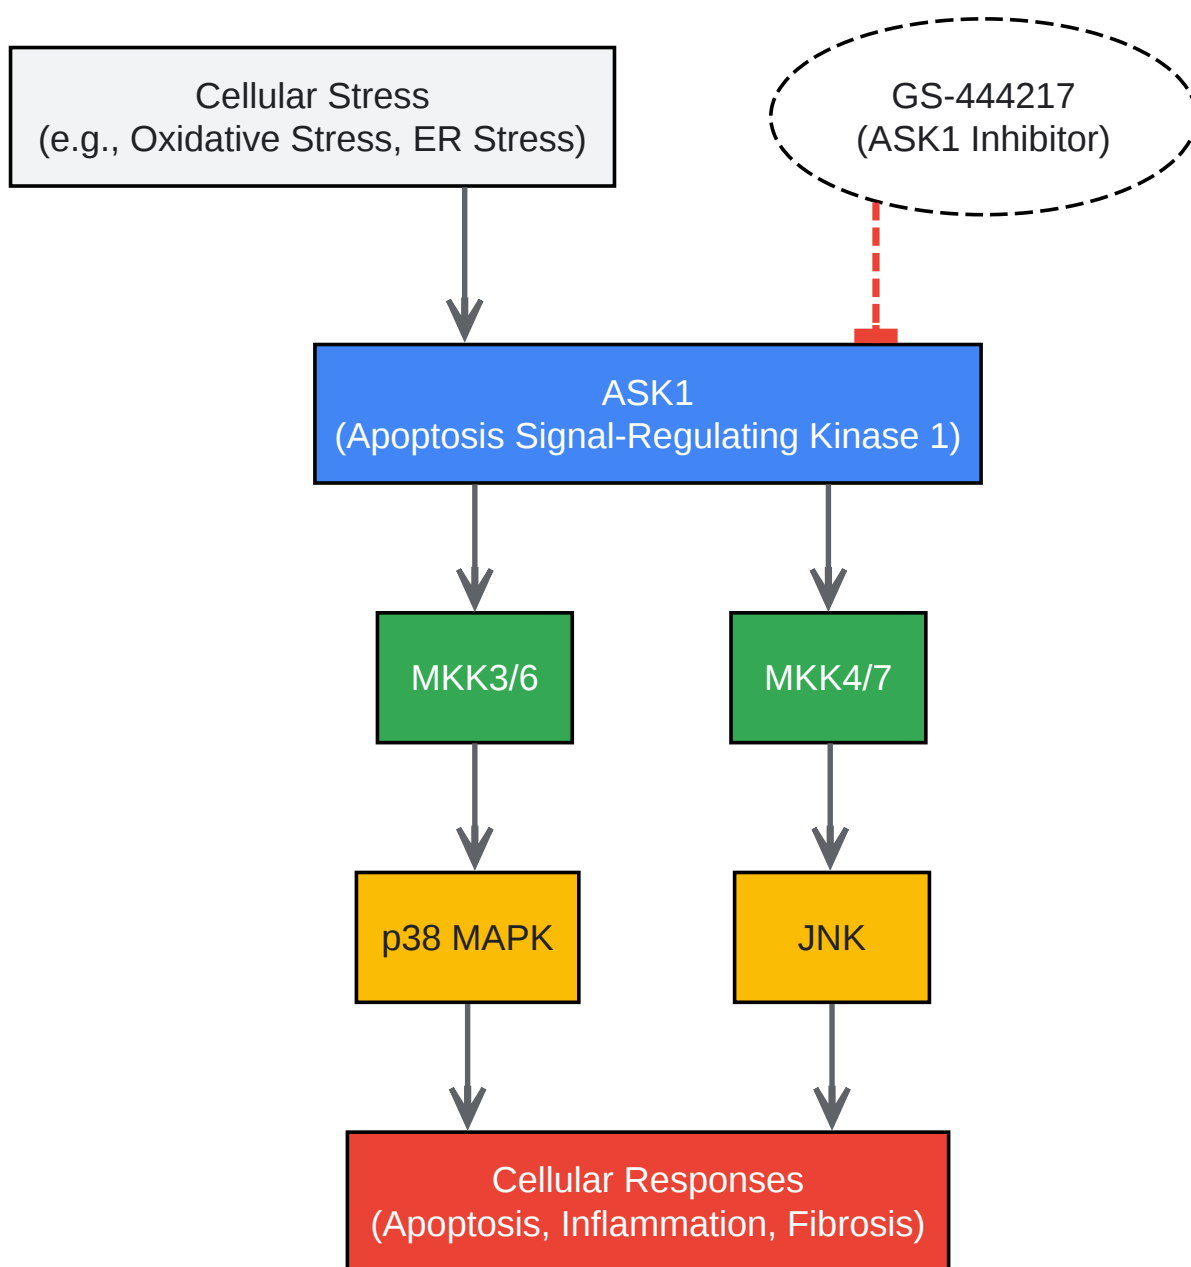 Cellular Stress
(e.g., Oxidative Stress, ER Stress)
GS-444217
(ASK1 Inhibitor)
ASK1
(Apoptosis Signal-Regulating Kinase 1)
MKK3/6
MKK4/7
p38 MAPK
JNK
Cellular Responses
(Apoptosis, Inflammation, Fibrosis)